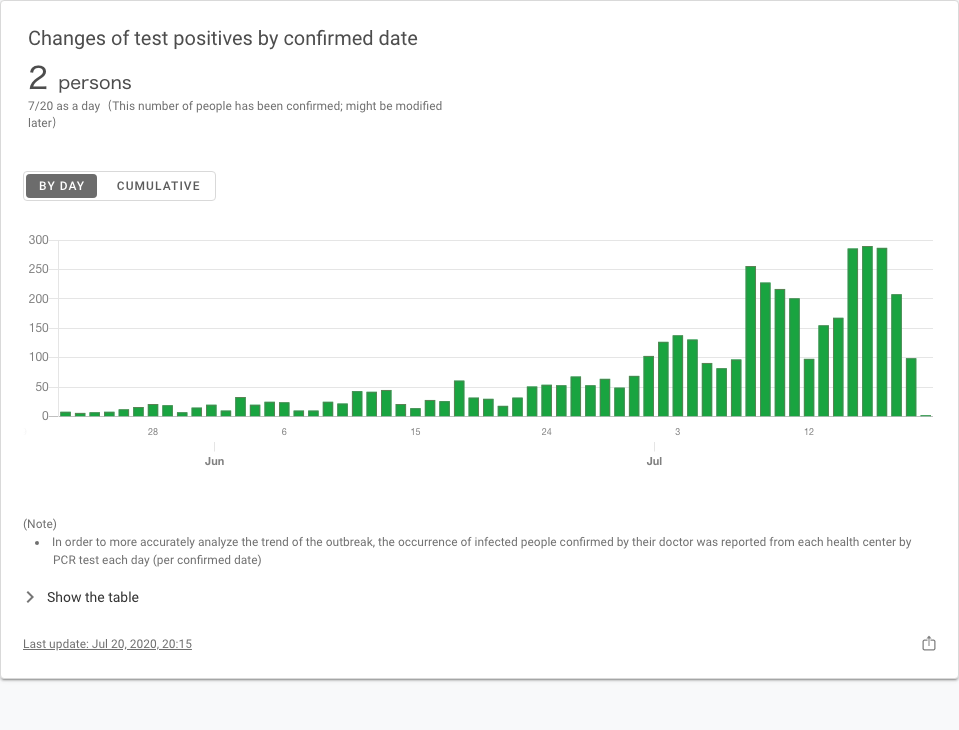 Changes of test positives by confirmed date
2 persons
7/20 as a day（This number of people has been confirmed; might be modified
later）
BY DAY CUMULATIVE
300
250
200
150
100
50
0
28 6 15 24 3 12
Jun Jul
(Note)
• In order to more accurately analyze the trend of the outbreak, the occurrence of infected people confirmed by their doctor was reported from each health center by
PCR test each day (per confirmed date)
Show the table
Last update: Jul 20, 2020, 20:15